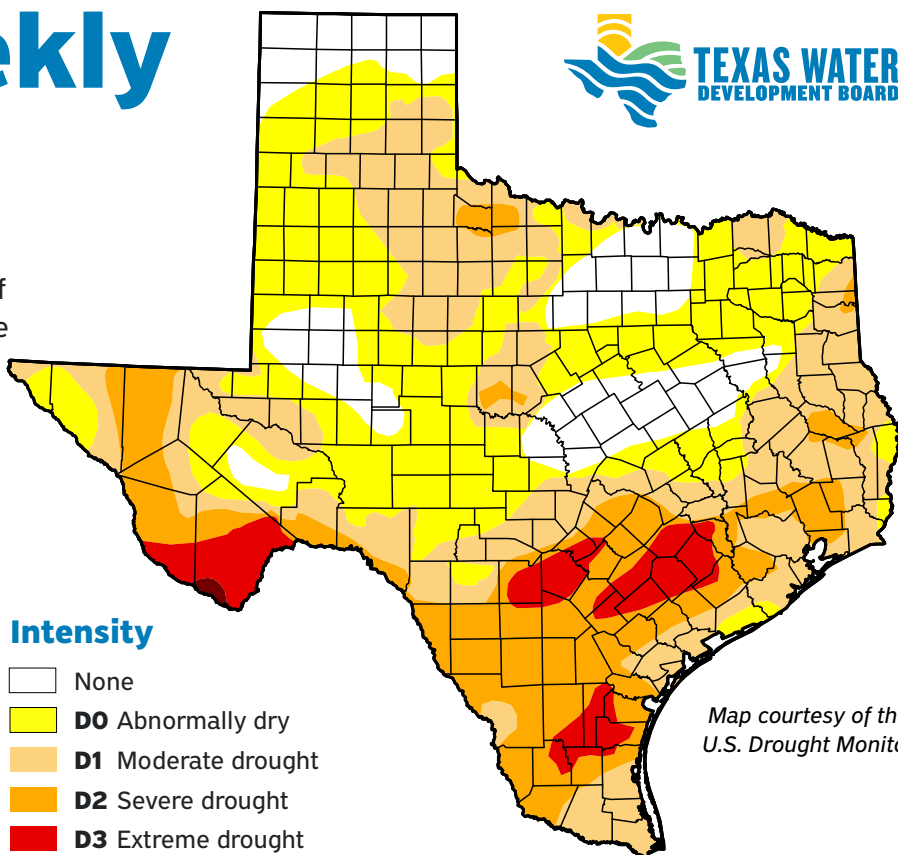 ekly
TEXAS WATER
DEVELOPMENT BOARD
f
e
Intensity
None
D0 Abnormally dry
D1 Moderate drought
D2 Severe drought
D3 Extreme drought
Map courtesy of th
U.S. Drought Monito